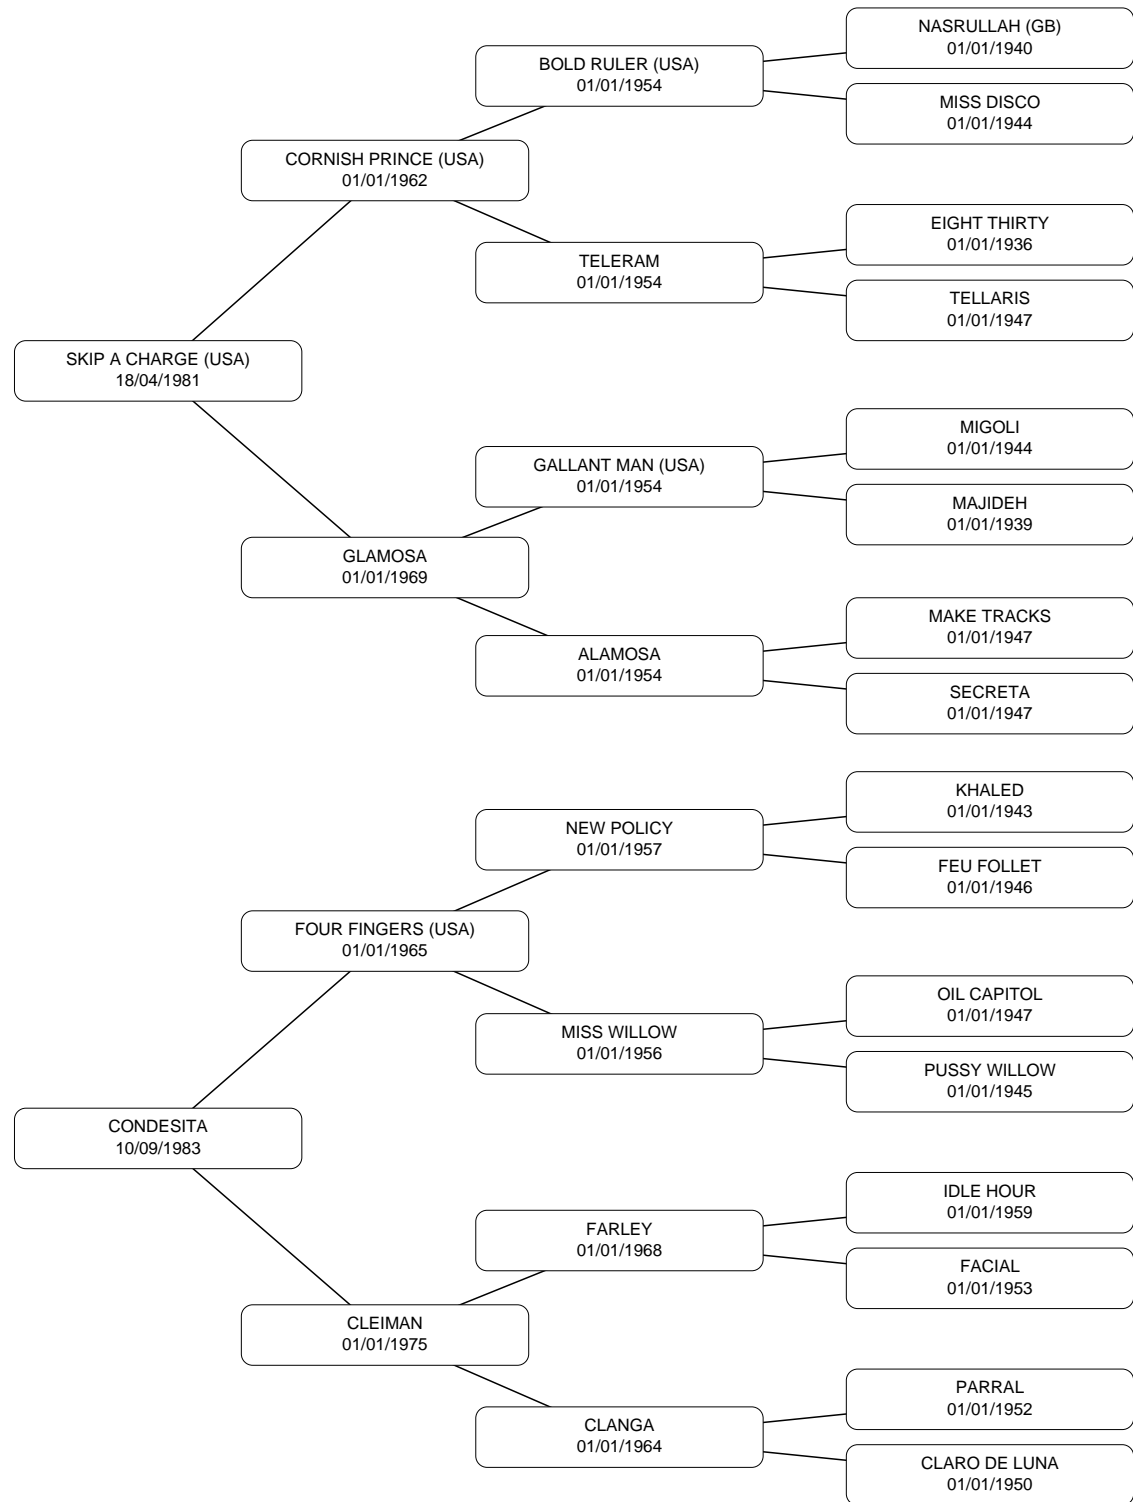 NASRULLAH (GB)
01/01/1940
BOLD RULER (USA)
01/01/1954
MISS DISCO
01/01/1944
CORNISH PRINCE (USA)
01/01/1962
EIGHT THIRTY
01/01/1936
TELERAM
01/01/1954
TELLARIS
01/01/1947
SKIP A CHARGE (USA)
18/04/1981
MIGOLI
01/01/1944
GALLANT MAN (USA)
01/01/1954
MAJIDEH
01/01/1939
GLAMOSA
01/01/1969
MAKE TRACKS
01/01/1947
ALAMOSA
01/01/1954
SECRETA
01/01/1947
KHALED
01/01/1943
NEW POLICY
01/01/1957
FEU FOLLET
01/01/1946
FOUR FINGERS (USA)
01/01/1965
OIL CAPITOL
01/01/1947
MISS WILLOW
01/01/1956
PUSSY WILLOW
01/01/1945
CONDESITA
10/09/1983
IDLE HOUR
01/01/1959
FARLEY
01/01/1968
FACIAL
01/01/1953
CLEIMAN
01/01/1975
PARRAL
01/01/1952
CLANGA
01/01/1964
CLARO DE LUNA
01/01/1950